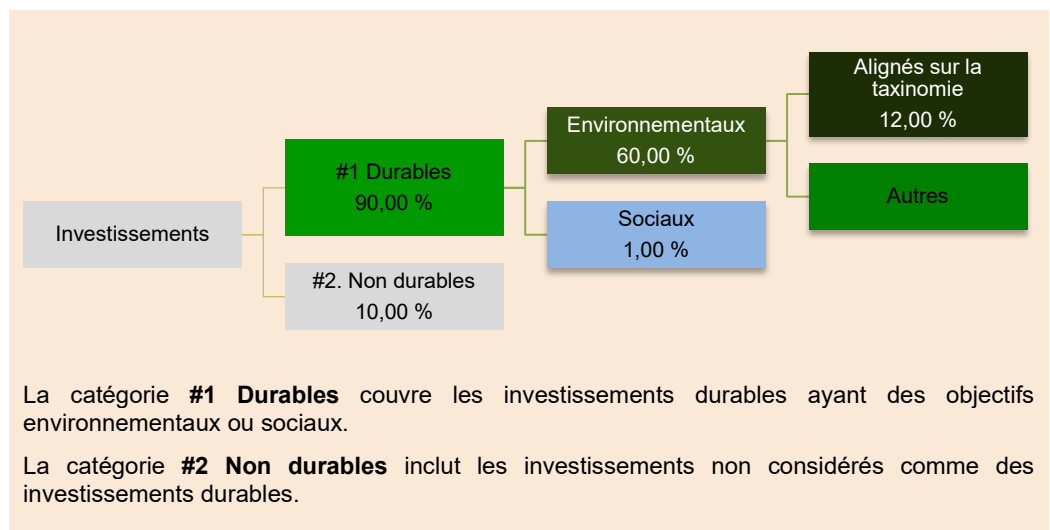 Investissements
#1 Durables
90,00 %
#2. Non durables
10,00 %
Environnementaux
60,00 %
Sociaux
1,00 %
Alignés sur la
taxinomie
12,00 %
Autres
La catégorie #1 Durables couvre les investissements durables ayant des objectifs
environnementaux ou sociaux.
La catégorie #2 Non durables inclut les investissements non considérés comme des
investissements durables.